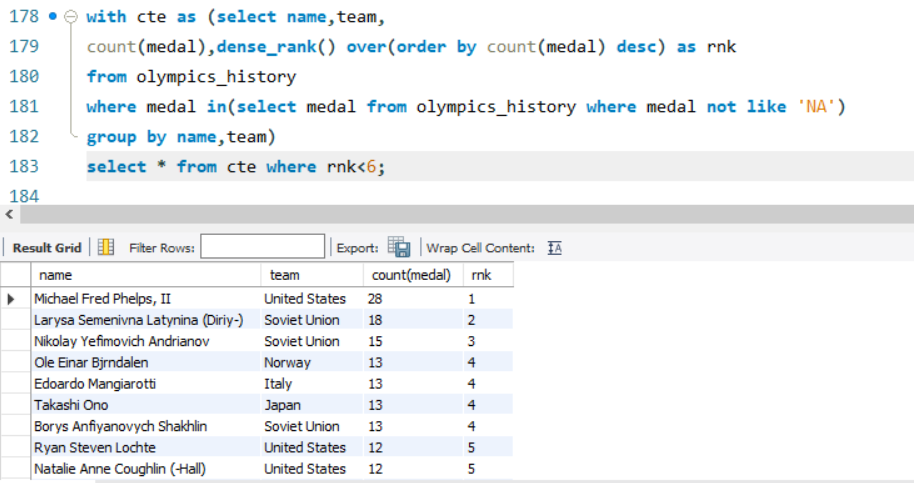 178 with cte as (select name,team,
179 count(medal),dense_rank() over(order by count(medal) desc) as rnk
180 from olympics_history
181 where medal in(select medal from olympics_history where medal not like 'NA')
182 group by name,team)
183 select * from cte where rnk<6;
184
Result Grid Filter Rows: Export: Wrap Cell Content: IA
name team count(medal) rnk
Michael Fred Phelps, II United States 28 1
Larysa Semenivna Latynina (Diriy-) Soviet Union 18 2
Nikolay Yefimovich Andrianov Soviet Union 15 3
Ole Einar Bjrndalen Norway 13 4
Edoardo Mangiarotti Italy 13 4
Takashi Ono Japan 13 4
Borys Anfiyanovych Shakhlin Soviet Union 13 4
Ryan Steven Lochte United States 12 5
Natalie Anne Coughlin (-Hall) United States 12 5